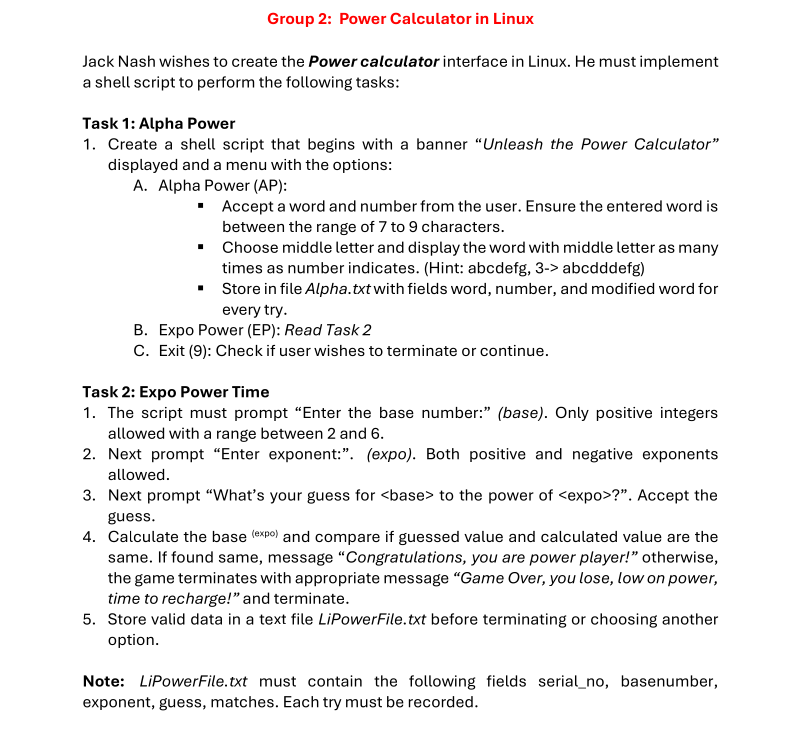 Group 2:  Power Calculator in Linux
Jack Nash wishes to create the Power calculator interface in Linux. He must implement
a shell script to perform the following tasks:
Task 1: Alpha Power
1. Create a shell script that begins with a banner “Unleash the Power Calculator”
displayed and a menu with the options:
A. Alpha Power (AP):
▪ Accept a word and number from the user. Ensure the entered word is
between the range of 7 to 9 characters.
▪ Choose middle letter and display the word with middle letter as many
times as number indicates. (Hint: abcdefg, 3-> abcdddefg)
▪ Store in file Alpha.txt with fields word, number, and modified word for
every try.
B. Expo Power (EP): Read Task 2
C. Exit (9): Check if user wishes to terminate or continue.
Task 2: Expo Power Time
1. The script must prompt “Enter the base number:” (base). Only positive integers
allowed with a range between 2 and 6.
2. Next prompt “Enter exponent:”. (expo). Both positive and negative exponents
allowed.
3. Next prompt “What’s your guess for <base> to the power of <expo>?”. Accept the
guess.
4. Calculate the base (expo) and compare if guessed value and calculated value are the
same. If found same, message “Congratulations, you are power player!” otherwise,
the game terminates with appropriate message “Game Over, you lose, low on power,
time to recharge!” and terminate.
5. Store valid data in a text file LiPowerFile.txt before terminating or choosing another
option.
Note: LiPowerFile.txt must contain the following fields serial_no, basenumber,
exponent, guess, matches. Each try must be recorded.